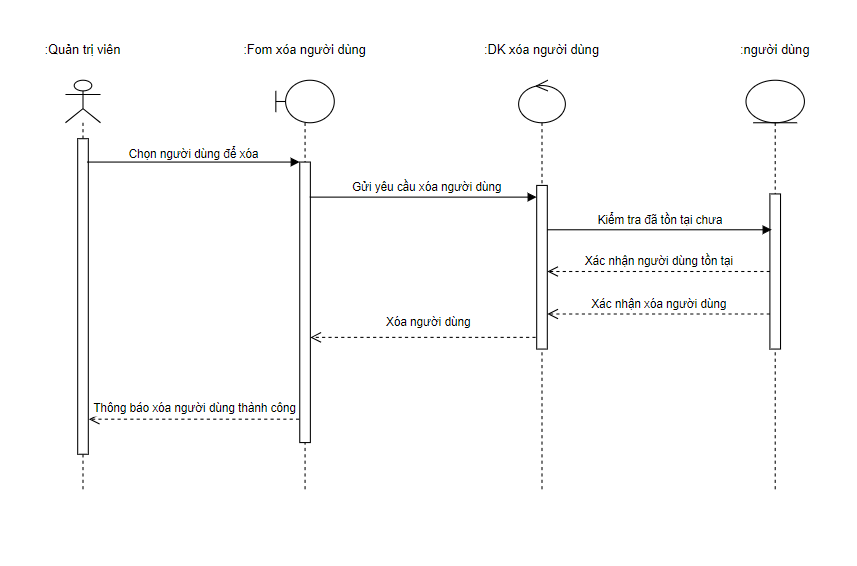 :Quản trị viên
:Fom xóa người dùng
:DK xóa người dùng
:người dùng
Chọn người dùng để xóa
Gửi yêu cầu xóa người dùng
Kiểm tra đã tồn tại chưa
Xác nhận người dùng tồn tại
Xác nhận xóa người dùng
Xóa người dùng
Thông báo xóa người dùng thành công